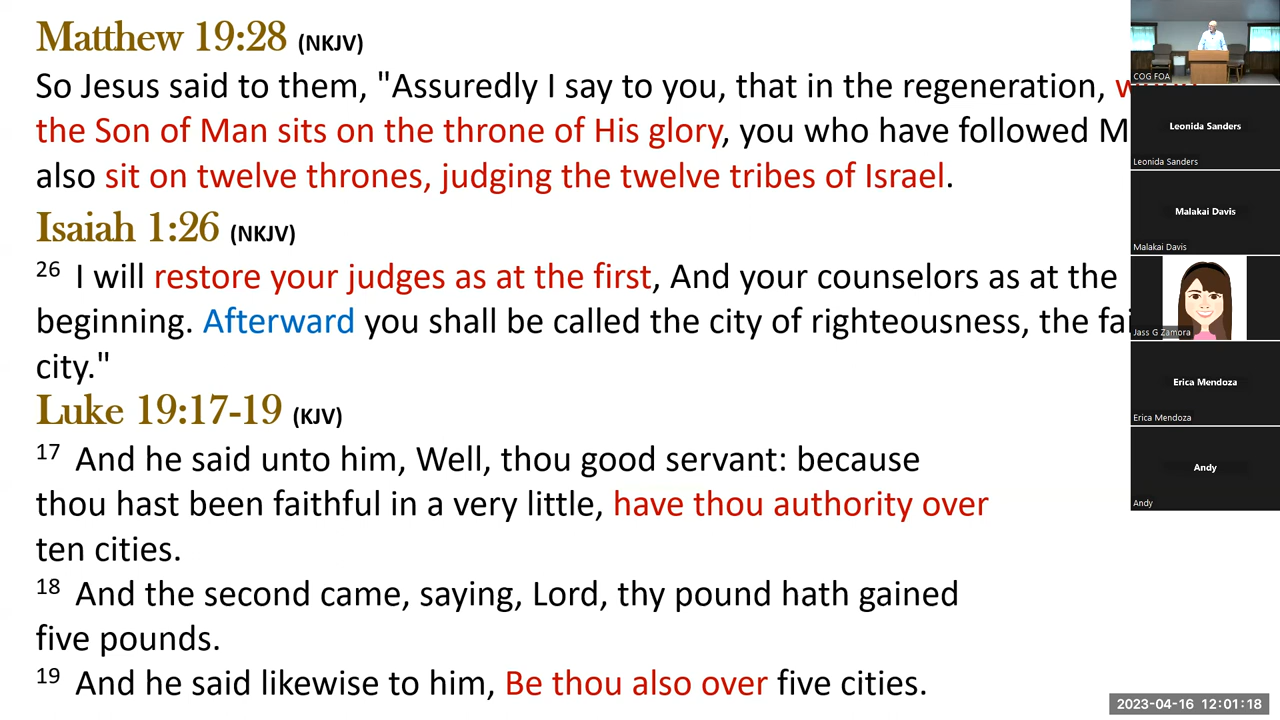 Matthew 19:28 (NKJV)
So Jesus said to them, "Assuredly I say to you, that in the regeneration,
the Son of Man sits on the throne of His glory, you who have followed
also sit on twelve thrones, judging the twelve tribes of Israel.
Isaiah 1:26 (NKJV)
26 I will restore your judges as at the first, And your counselors as at the
beginning. Afterward you shall be called the city of righteousness, the
city."
Luke 19:17-19 (KJV)
17 And he said unto him, Well, thou good servant: because
thou hast been faithful in a very little, have thou authority over
ten cities.
18 And the second came, saying, Lord, thy pound hath gained
five pounds.
19 And he said likewise to him, Be thou also over five cities.
COG FOA
Leonida Sanders
Leonida Sanders
Malakai Davis
Malakai Davis
Jass G Zamora
Erica Mendoza
Erica Mendoza
Andy
Andy
2023-04-16 12:01:18